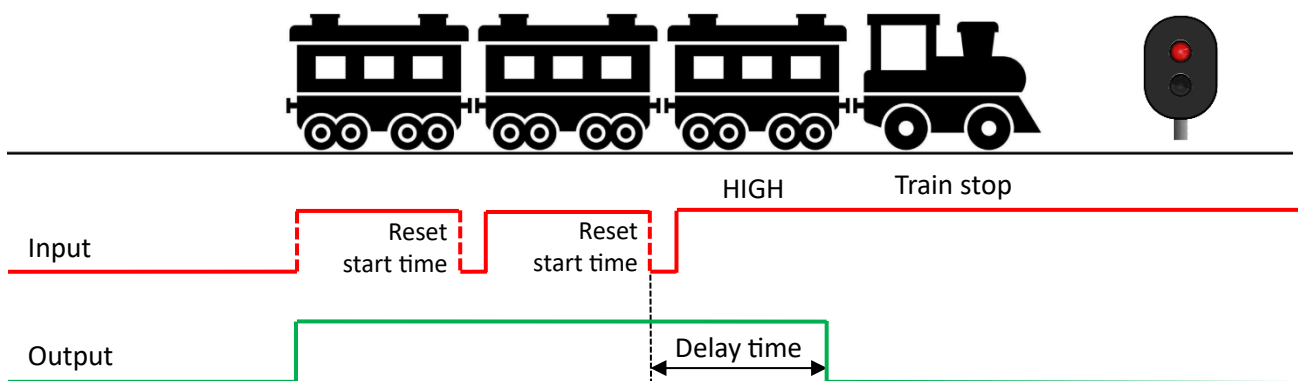 HIGH
Train stop
Input
Reset
start time
Reset
start time
Output
Delay time